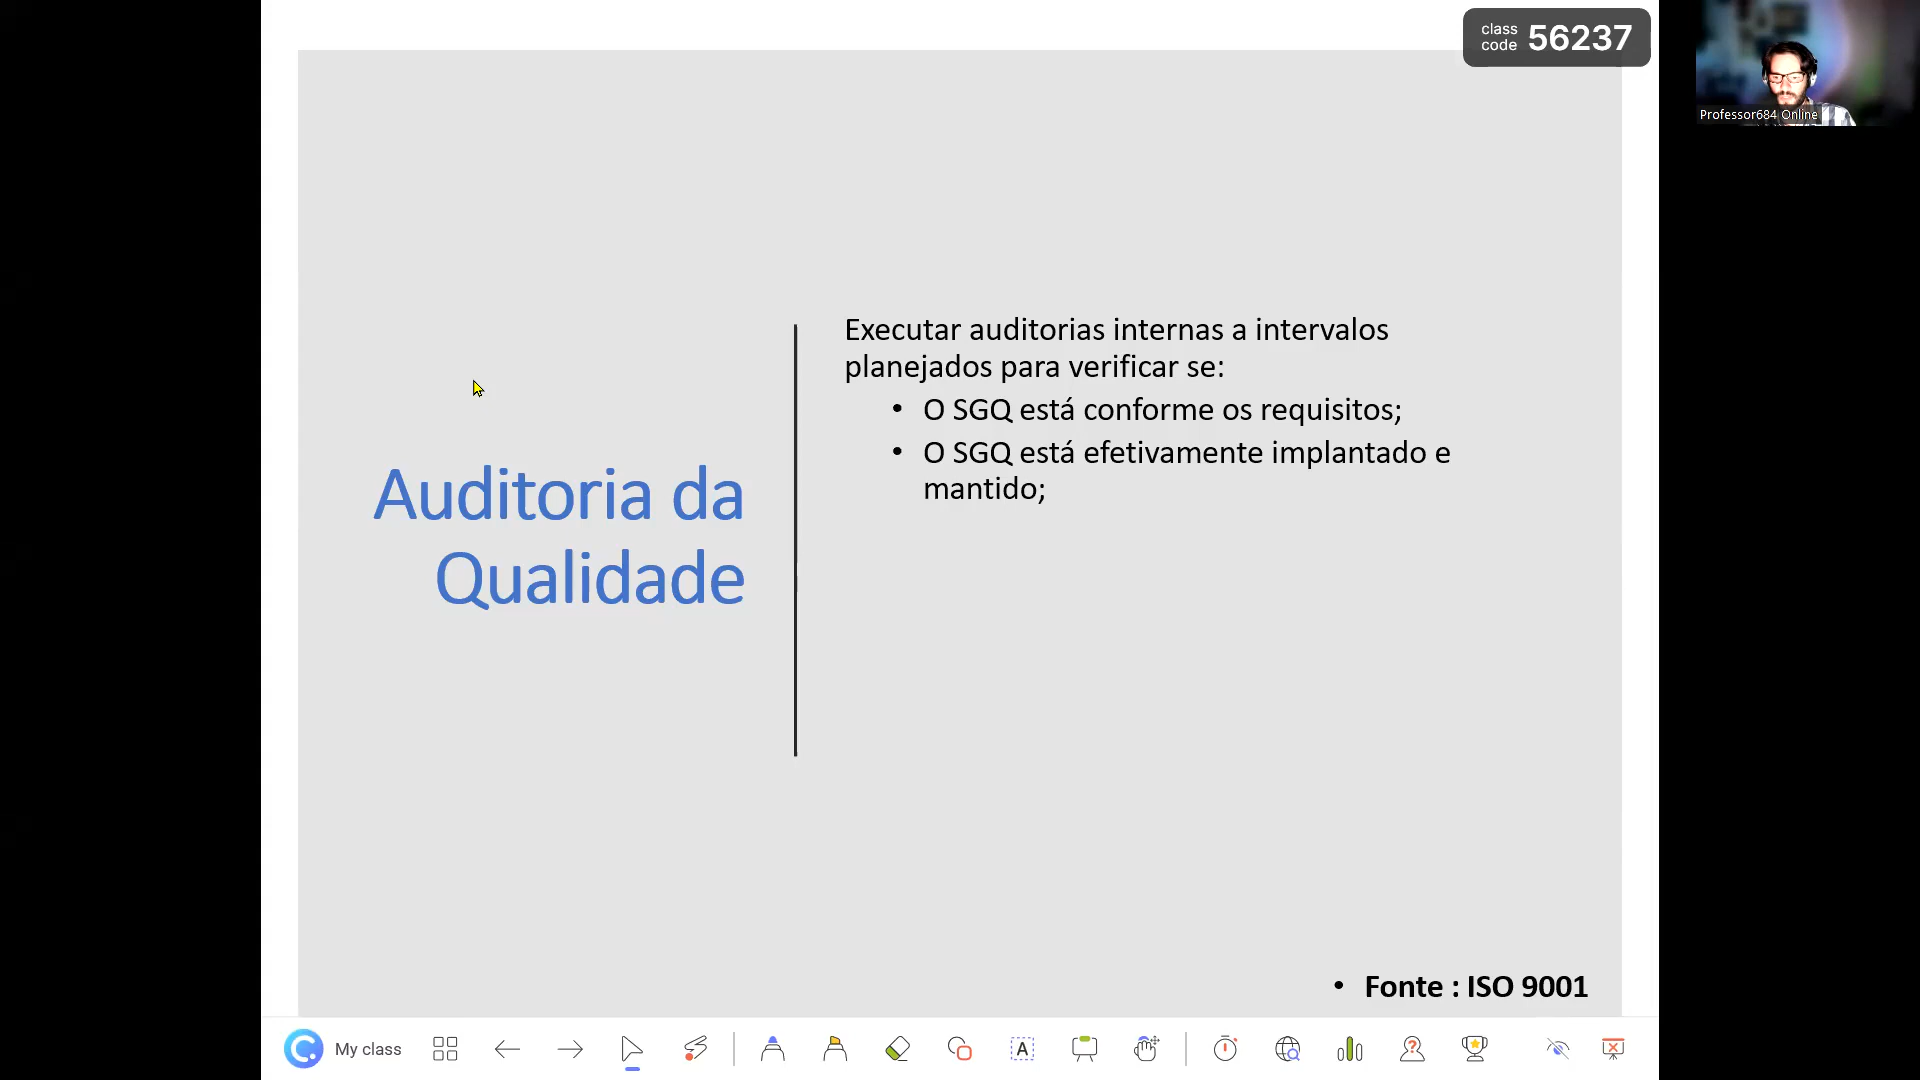 class
code 56237
Professor684 Online
Executar auditorias internas a intervalos
planejados para verificar se:
• O SGQ está conforme os requisitos;
• O SGQ está efetivamente implantado e
mantido;
Auditoria da
Qualidade
• Fonte : ISO 9001
My class
A